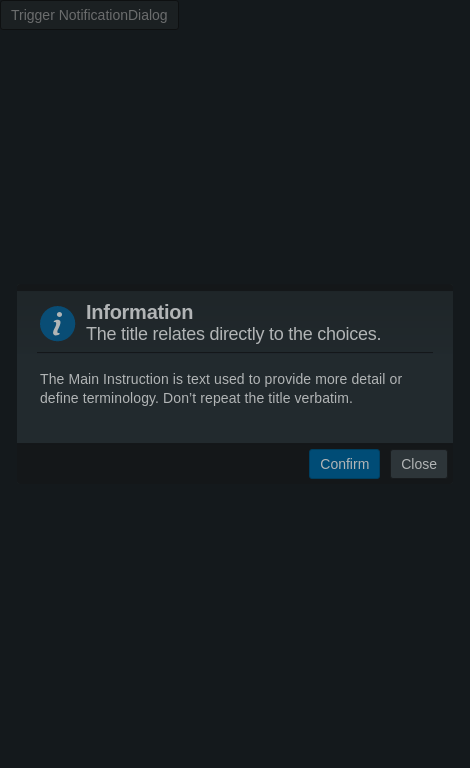 Trigger NotificationDialog
Information
The title relates directly to the choices.
The Main Instruction is text used to provide more detail or
define terminology. Don’t repeat the title verbatim.
Confirm Close